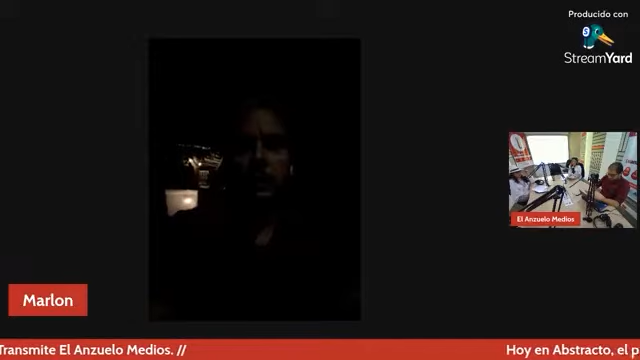 Producido con
StreamYard
El Anzuelo Medios
Marlon
Transmite El Anzuelo Medios. //
Hoy en Abstracto, el p